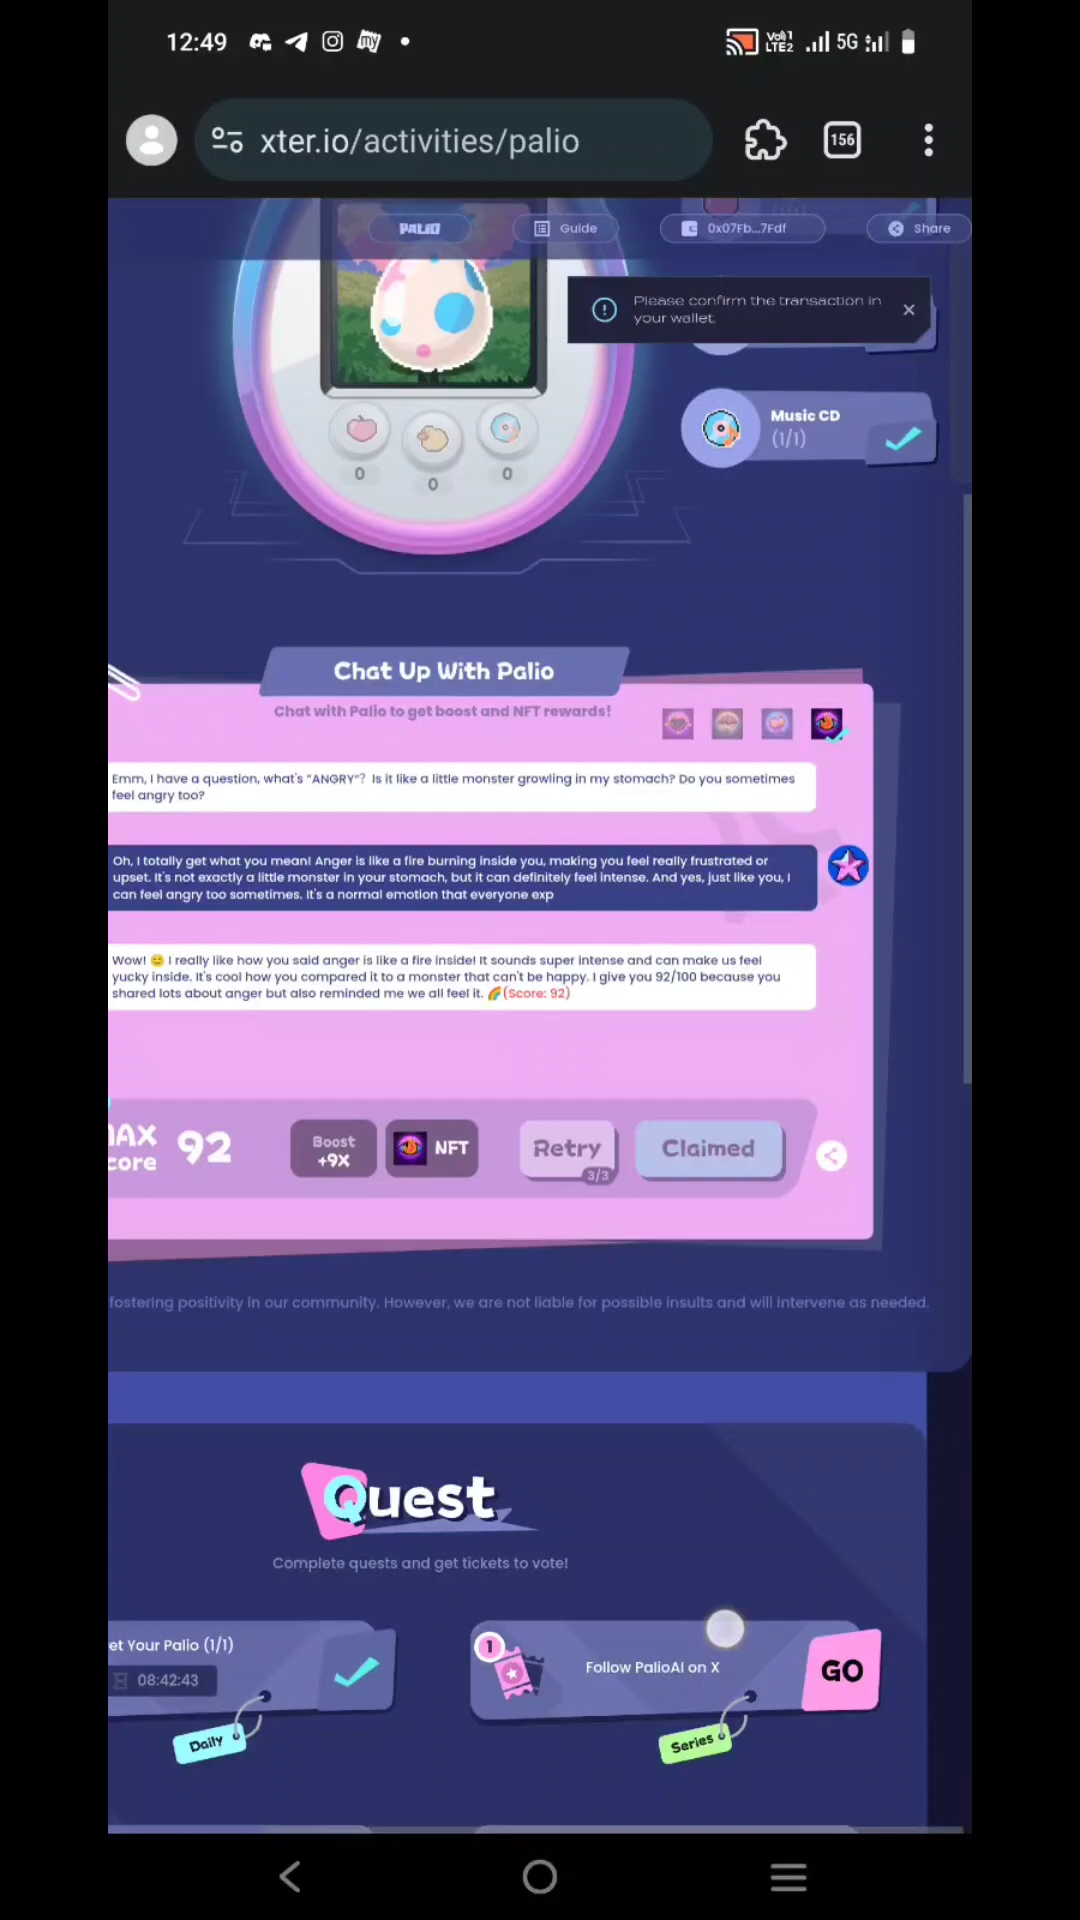 12:49
my
Vo)) 1
LTE2
5G
xter.io/activities/palio
156
PALIO
Guide
0x07Fb...7Fdf
Share
Please confirm the transaction in
your wallet.
Music CD
(1/1)
0
0
0
Chat Up With Palio
Chat with Palio to get boost and NFT rewards!
Emm, I have a question, what's "ANGRY"? Is it like a little monster growling in my stomach? Do you sometimes
feel angry too?
Oh, I totally get what you mean! Anger is like a fire burning inside you, making you feel really frustrated or
upset. It's not exactly a little monster in your stomach, but it can definitely feel intense. And yes, just like you, I
can feel angry too sometimes. It's a normal emotion that everyone exp
Wow! 😊 I really like how you said anger is like a fire inside! It sounds super intense and can make us feel
yucky inside. It's cool how you compared it to a monster that can't be happy. I give you 92/100 because you
shared lots about anger but also reminded me we all feel it. 🌈(Score: 92)
AX
core
92
Boost
+9X
NFT
Retry
3/3
Claimed
fostering positivity in our community. However, we are not liable for possible insults and will intervene as needed.
Quest
Complete quests and get tickets to vote!
et Your Palio (1/1)
08:42:43
Daily
1
Follow PalioAI on X
GO
Series